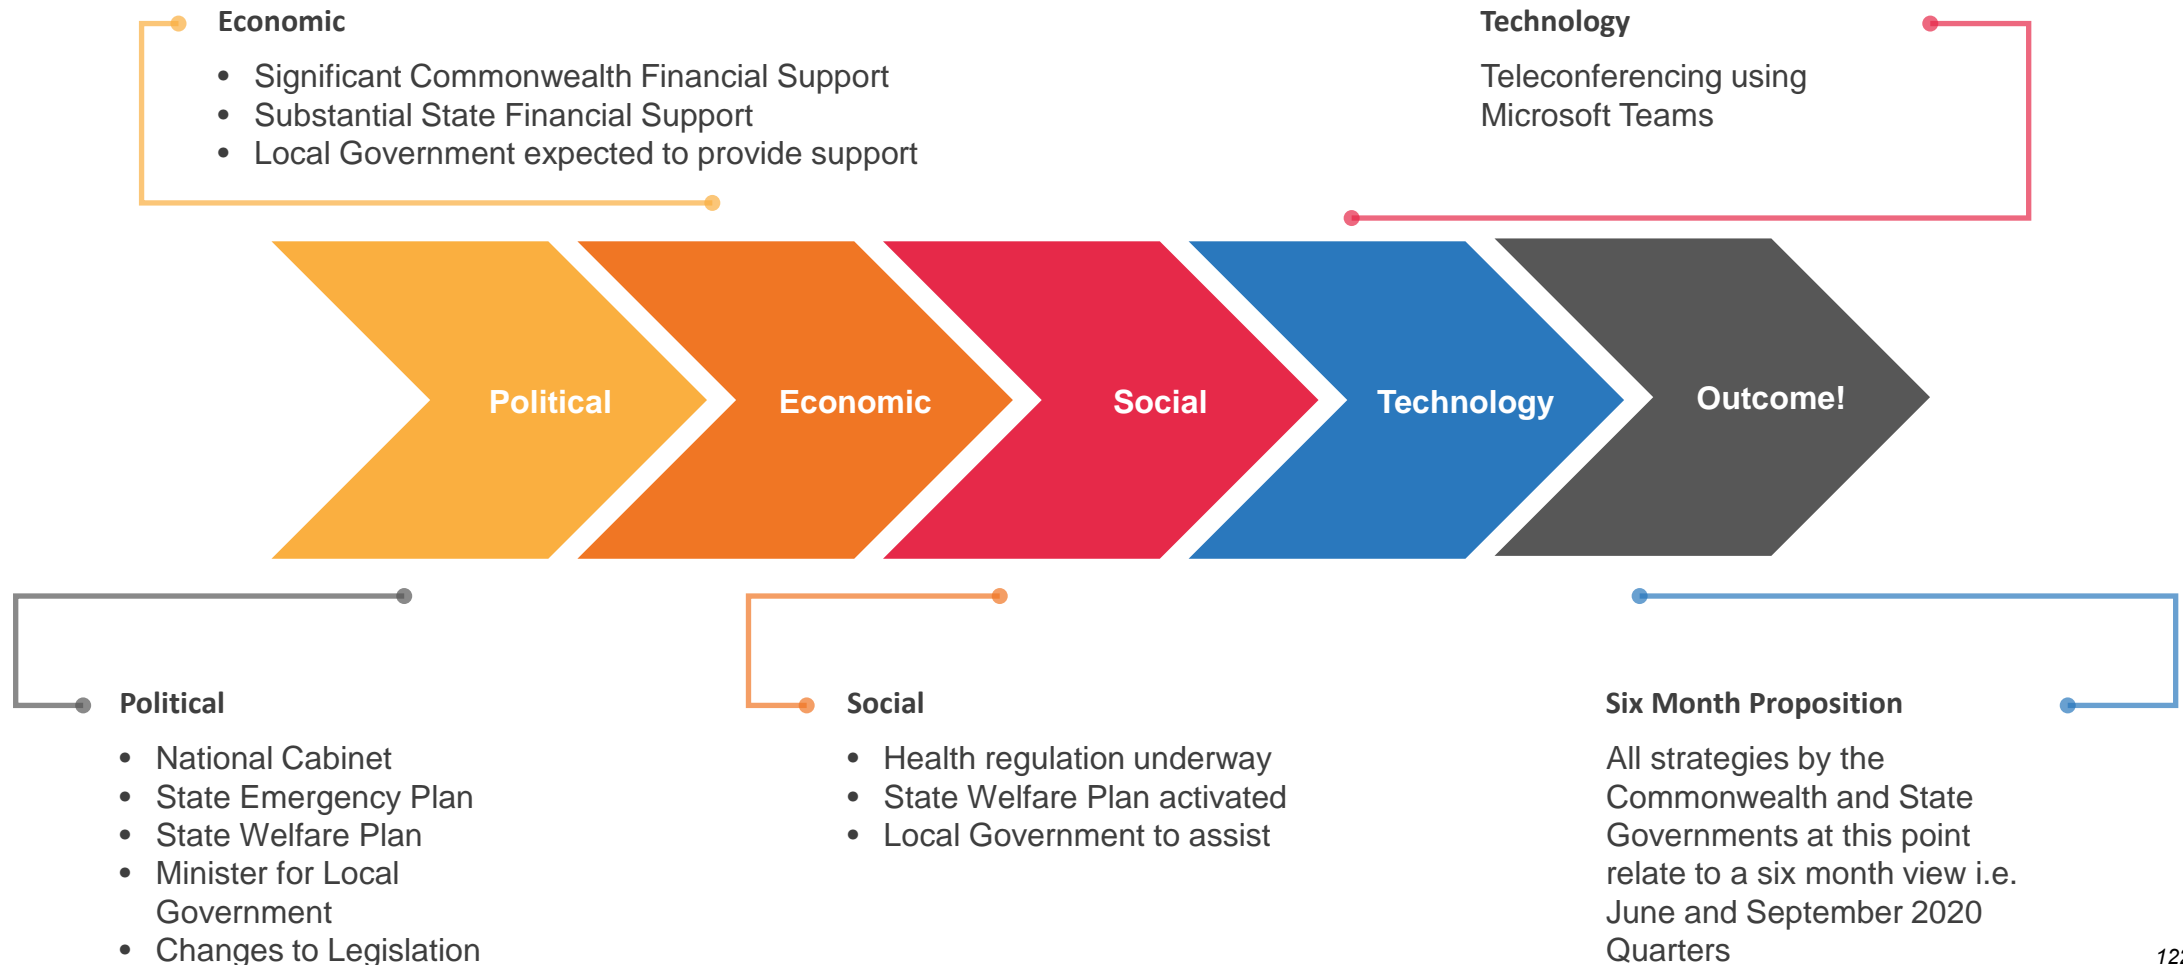 Economic
• Significant Commonwealth Financial Support
• Substantial State Financial Support
• Local Government expected to provide support
Technology
Teleconferencing using
Microsoft Teams
Political
Economic
Social
Technology
Outcome!
Political
• National Cabinet
• State Emergency Plan
• State Welfare Plan
• Minister for Local
Government
• Changes to Legislation
Social
• Health regulation underway
• State Welfare Plan activated
• Local Government to assist
Six Month Proposition
All strategies by the
Commonwealth and State
Governments at this point
relate to a six month view i.e.
June and September 2020
Quarters